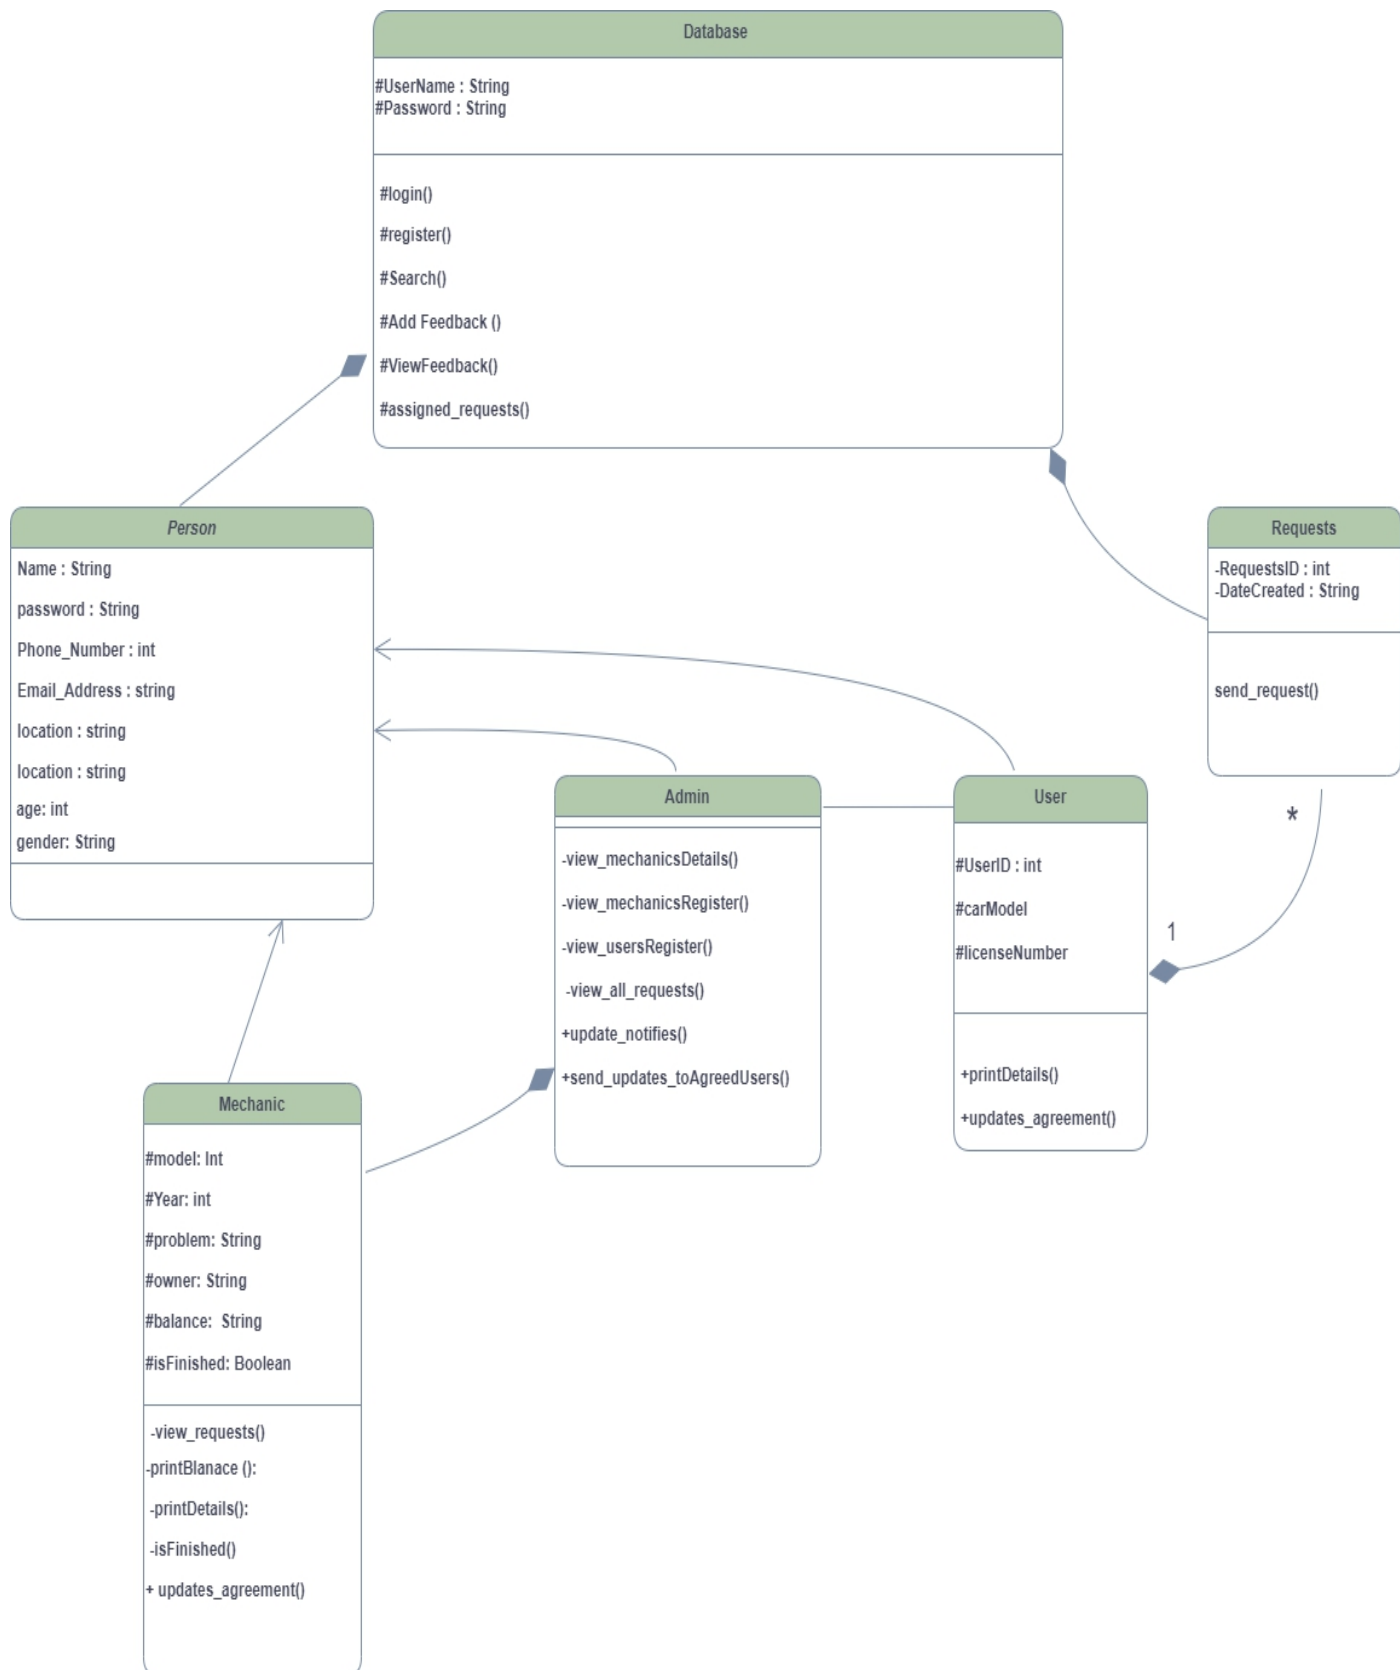 Database
#UserName : String
#Password : String
#login()
#register()
#Search()
#Add Feedback ()
#ViewFeedback()
#assigned_requests()
Person
Name : String
password : String
Phone_Number : int
Email_Address : string
location : string
location : string
age: int
gender: String
Requests
-RequestsID : int
-DateCreated : String
send_request()
*
1
Admin
-view_mechanicsDetails()
-view_mechanicsRegister()
-view_usersRegister()
-view_all_requests()
+update_notifies()
+send_updates_toAgreedUsers()
User
#UserID : int
#carModel
#licenseNumber
+printDetails()
+updates_agreement()
Mechanic
#model: Int
#Year: int
#problem: String
#owner: String
#balance: String
#isFinished: Boolean
-view_requests()
-printBlanace ():
-printDetails():
-isFinished()
+ updates_agreement()